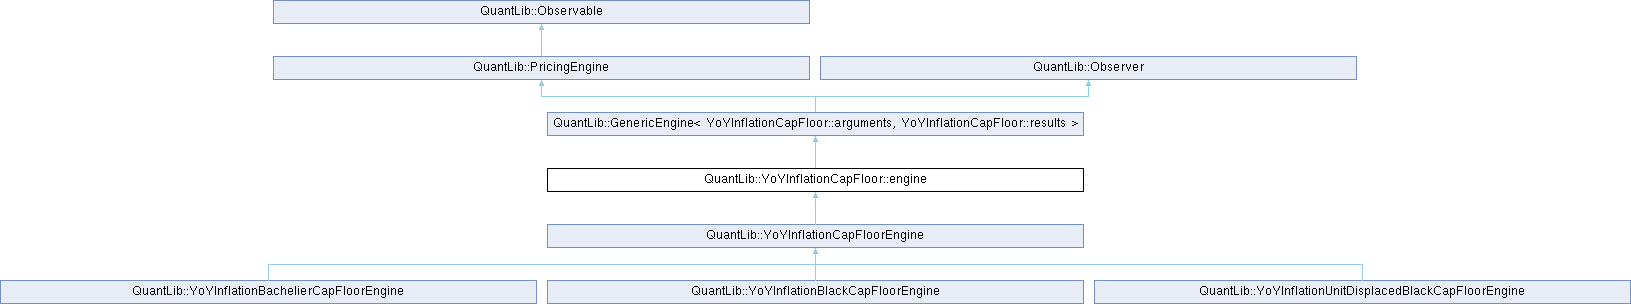 QuantLib::Observable
QuantLib::PricingEngine
QuantLib::Observer
QuantLib::GenericEngine< YoYInflationCapFloor::arguments, YoYInflationCapFloor::results >
QuantLib::YoYInflationCapFloor::engine
QuantLib::YoYInflationCapFloorEngine
QuantLib::YoYInflationBachelierCapFloorEngine
QuantLib::YoYInflationBlackCapFloorEngine
QuantLib::YoYInflationUnitDisplacedBlackCapFloorEngine